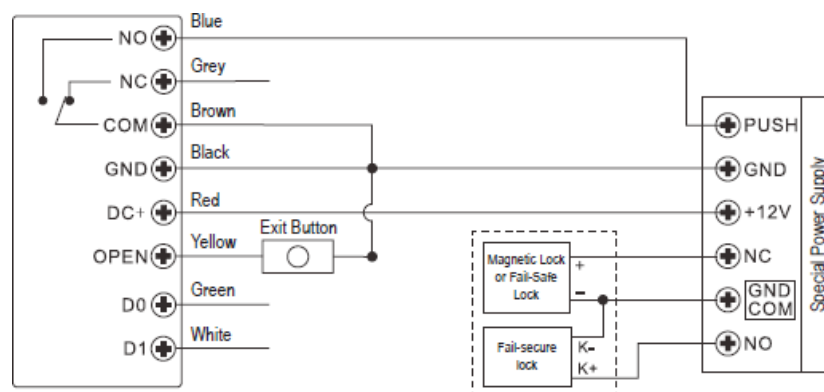 NO Blue
NC Grey
COM Brown
GND Black
DC+ Red
OPEN Yellow
Exit Button
D0 Green
D1 White
Magnetic Lock
or Fail-Safe
Lock
+
-
Fail-secure
lock
K-
K+
PUSH
GND
+12V
NC
GND
COM
NO
Special Power Supply